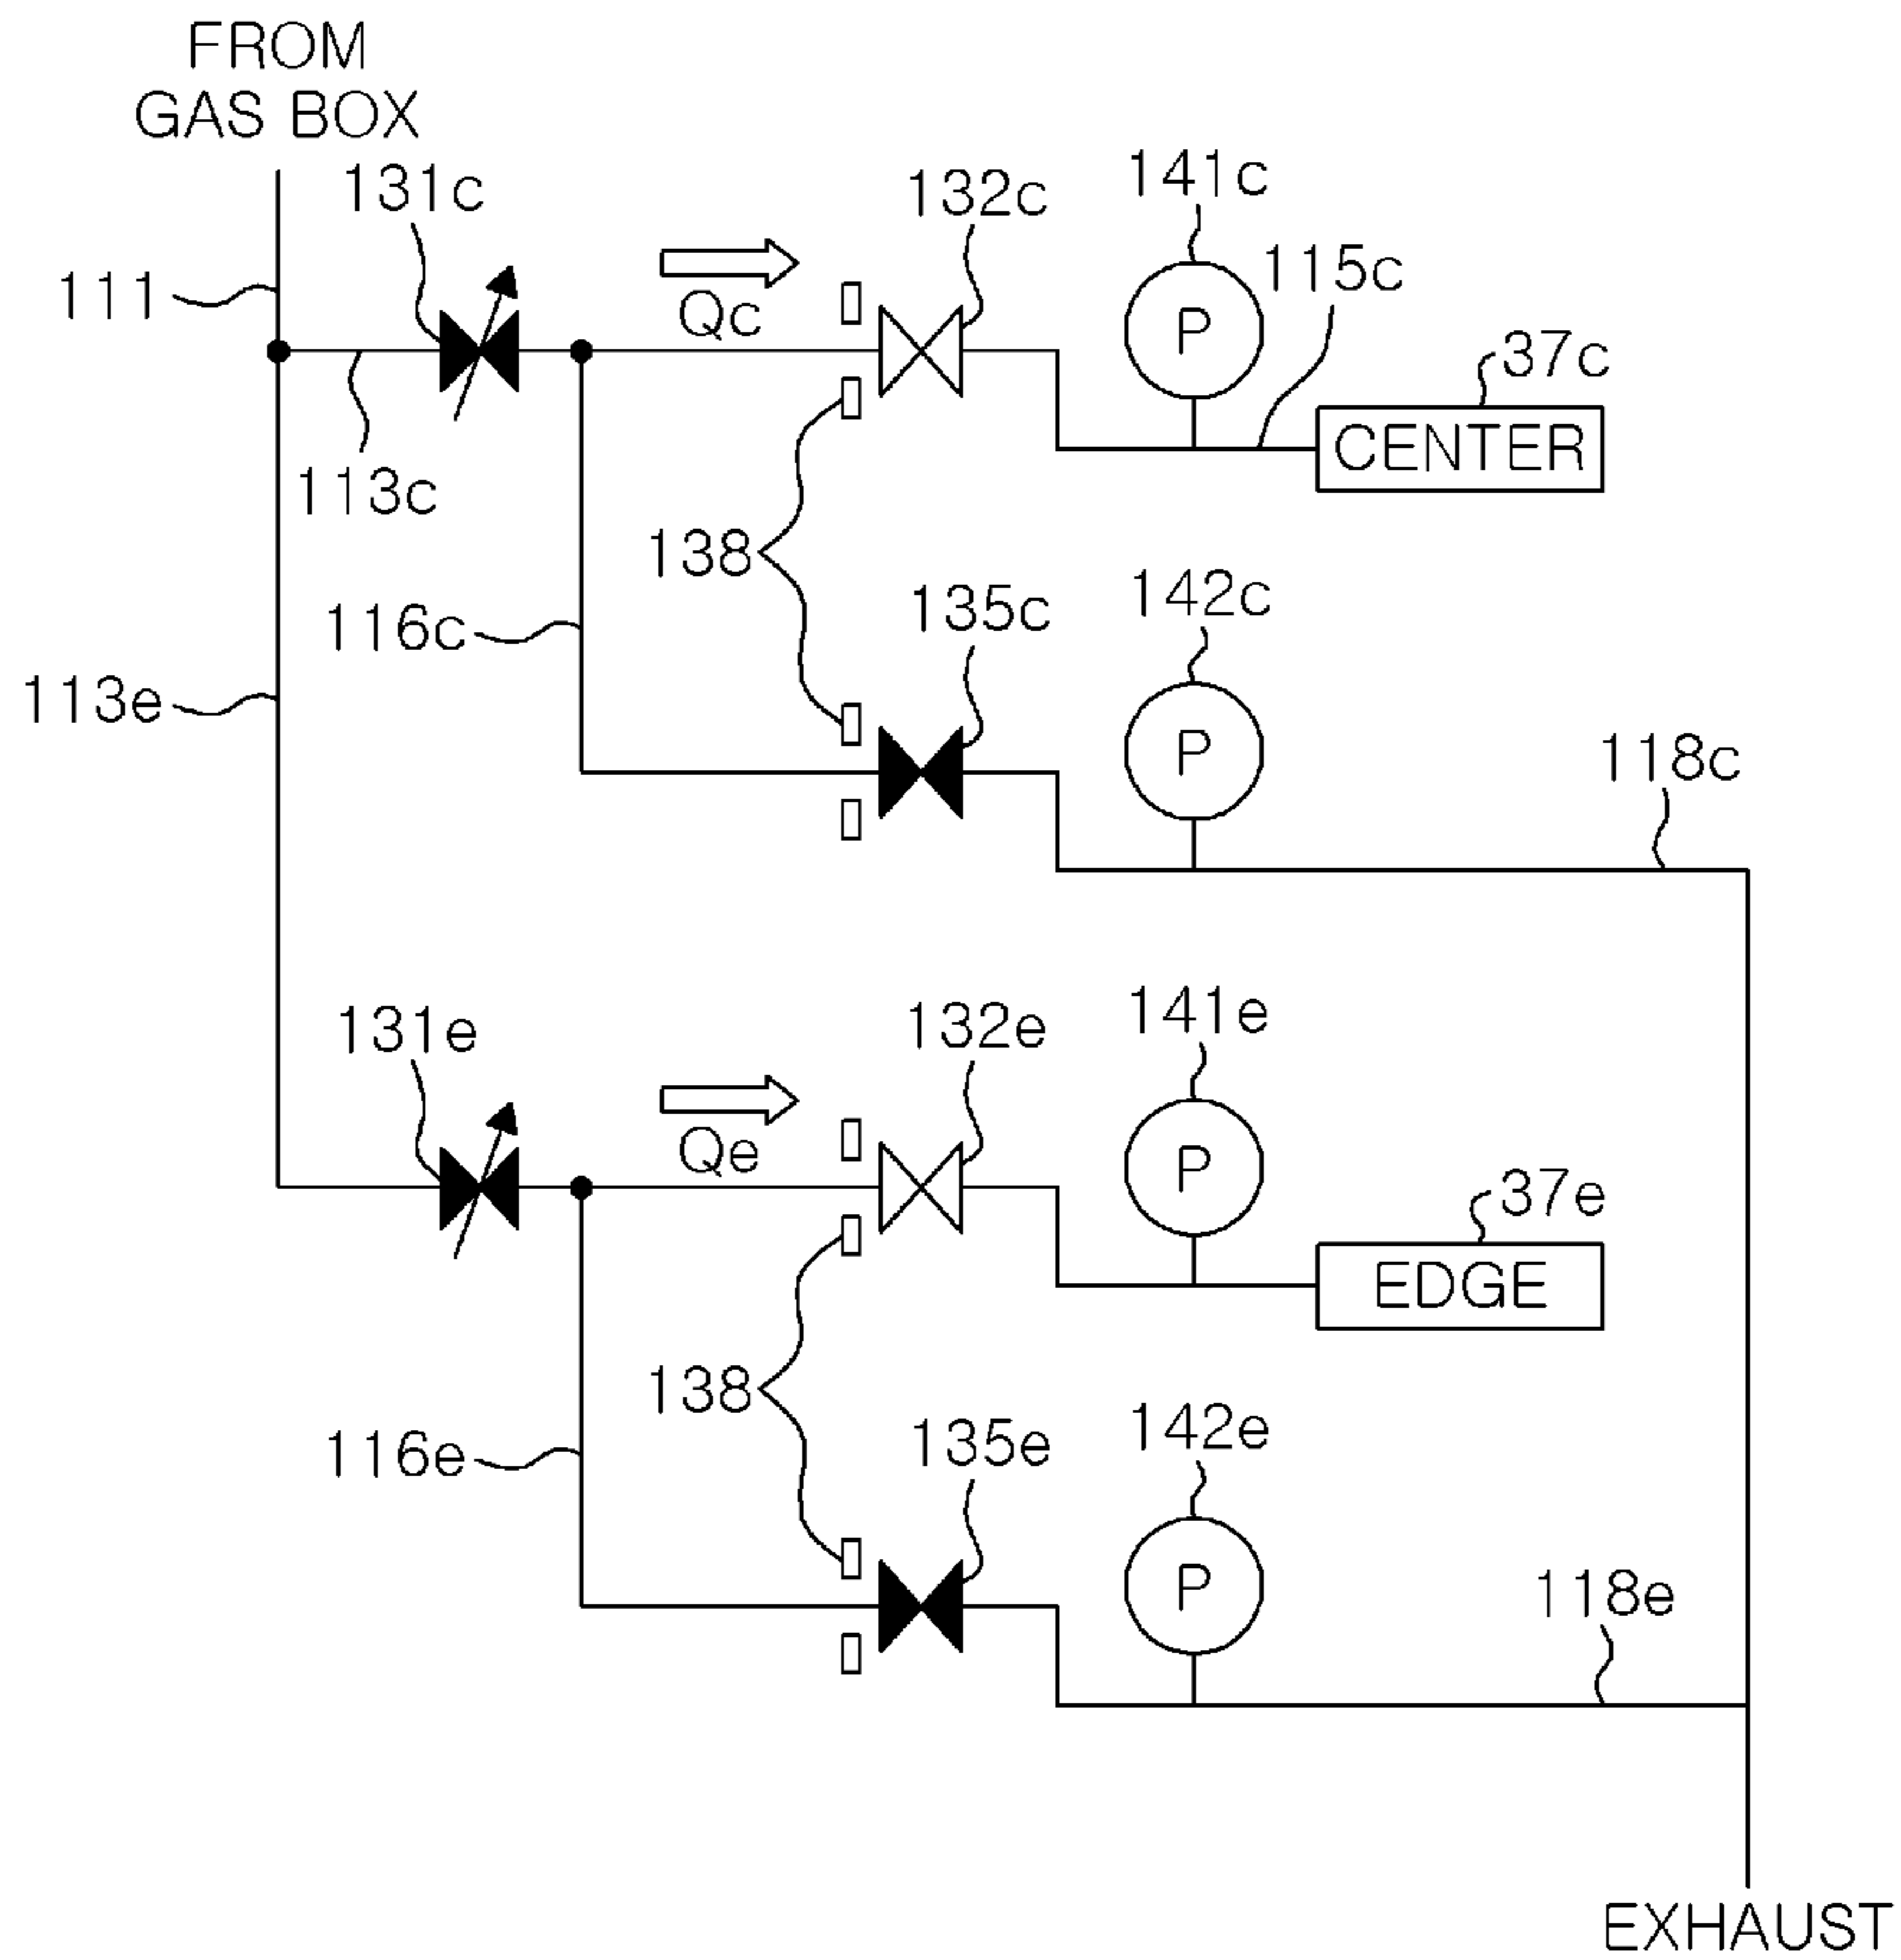 FROM
GAS BOX
131c
132c
141c
111
Qc
115c
P
37c
CENTER
113c
138
116c
135c
142c
113e
P
118c
131e
132e
141e
Qe
P
37e
EDGE
138
116e
135e
142e
P
118e
EXHAUST